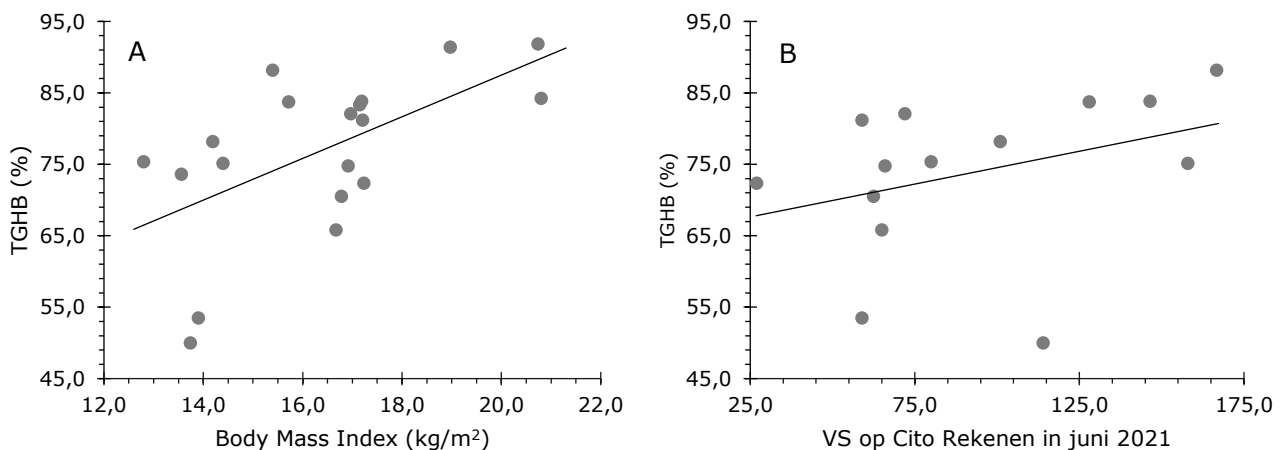 A
TGHB (%)
95,0
85,0
75,0
65,0
55,0
45,0
12,0 14,0 16,0 18,0 20,0 22,0
Body Mass Index (kg/m²)
B
TGHB (%)
95,0
85,0
75,0
65,0
55,0
45,0
25,0 75,0 125,0 175,0
VS op Cito Rekenen in juni 2021